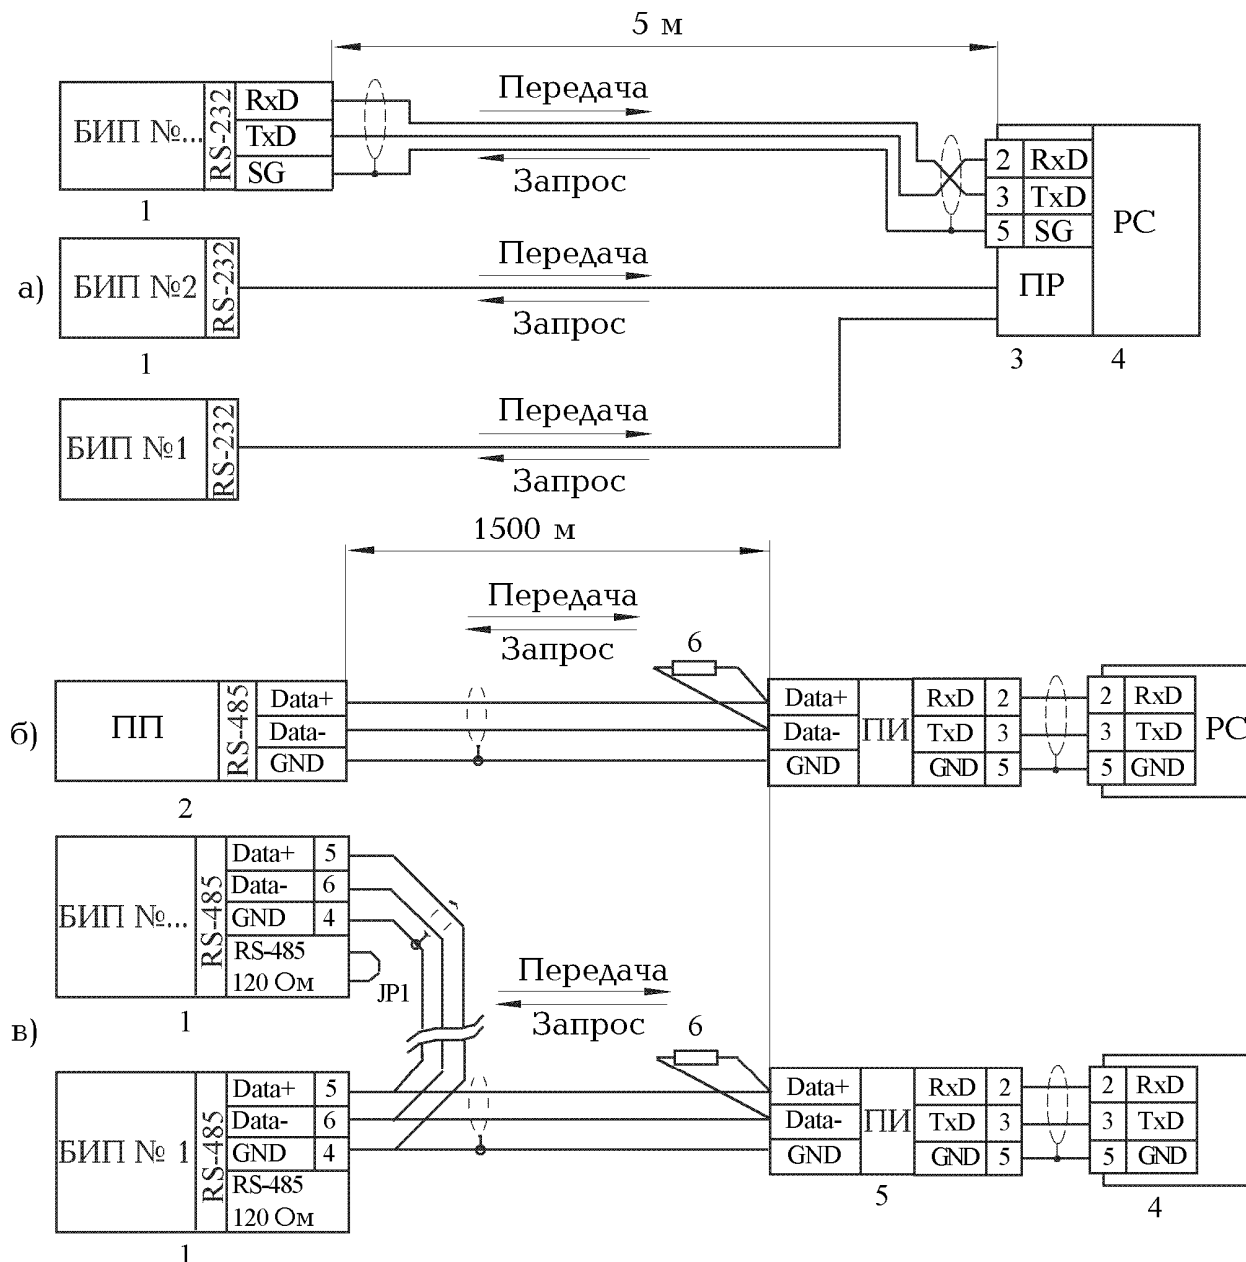 5 м
БИП №...
RS-232
RxD
TxD
SG
Передача
Запрос
2 RxD
3 TxD
5 SG
PC
1
а)
БИП №2
RS-232
Передача
Запрос
ПР
1
3
4
БИП №1
RS-232
Передача
Запрос
1500 м
Передача
Запрос
6
б)
ПП
RS-485
Data+
Data-
GND
Data+
Data-
GND
ПИ
RxD 2
TxD 3
GND 5
2 RxD
3 TxD
5 GND
PC
2
БИП №...
RS-485
Data+ 5
Data- 6
GND 4
RS-485
120 Ом
JP1
1
Передача
Запрос
в)
6
БИП № 1
RS-485
Data+ 5
Data- 6
GND 4
RS-485
120 Ом
Data+
Data-
GND
ПИ
RxD 2
TxD 3
GND 5
2 RxD
3 TxD
5 GND
5
4
1